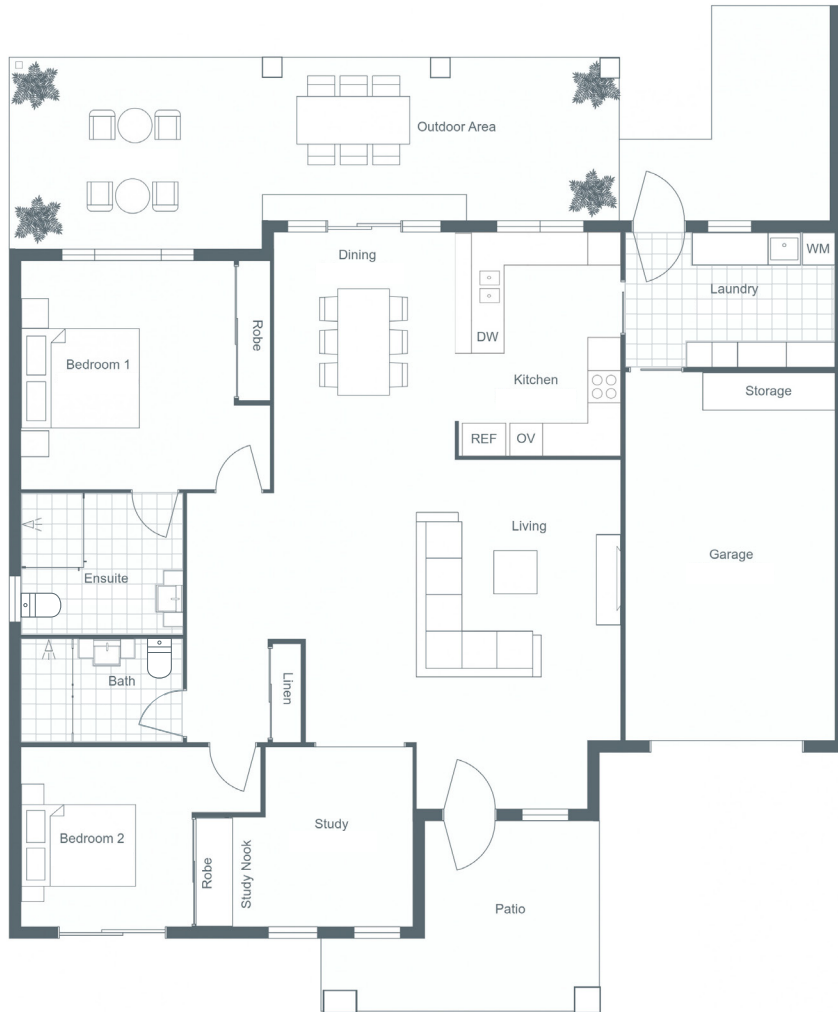 Outdoor Area
Dining
WM
Laundry
Robe
DW
Bedroom 1
Kitchen
Storage
REF
OV
Living
Garage
Ensuite
Bath
Linen
Study
Bedroom 2
Robe
Study Nook
Patio